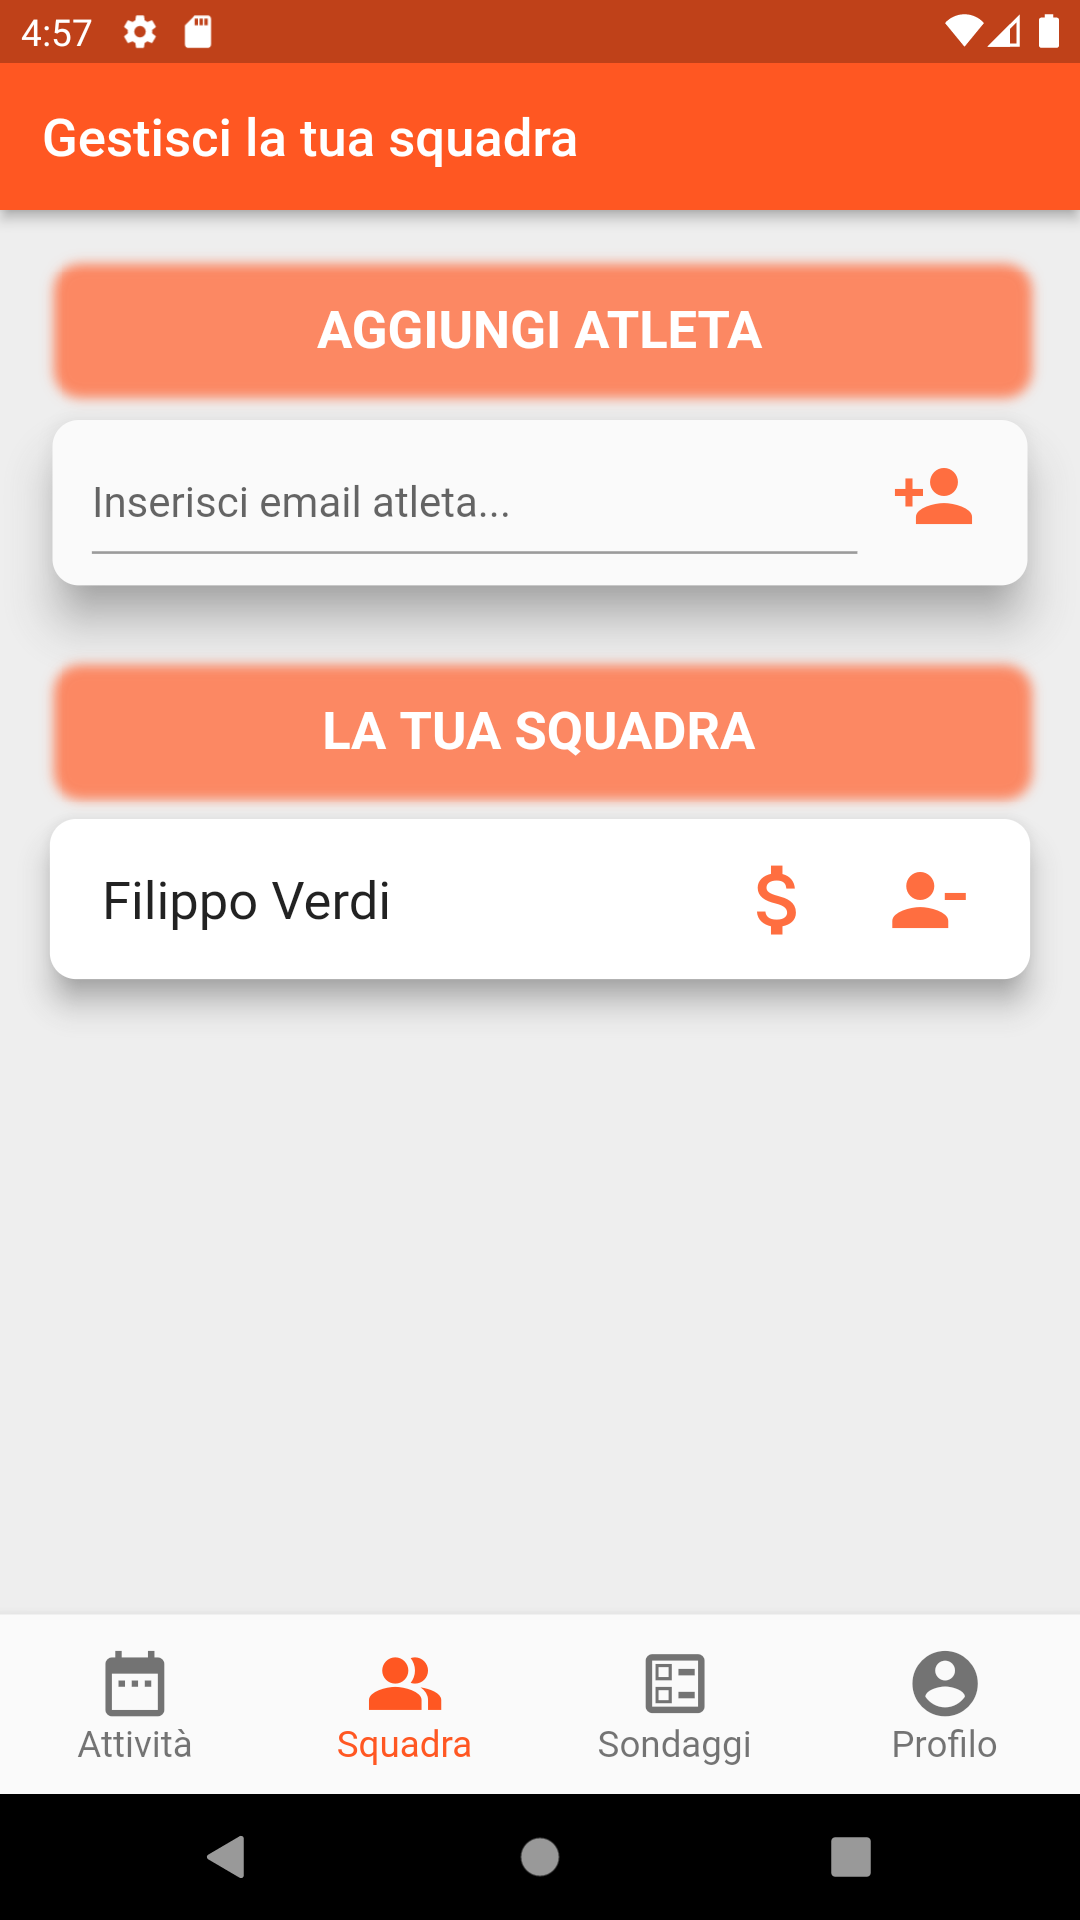 4:57
Gestisci la tua squadra
AGGIUNGI ATLETA
Inserisci email atleta...
LA TUA SQUADRA
Filippo Verdi
Attività
Squadra
Sondaggi
Profilo